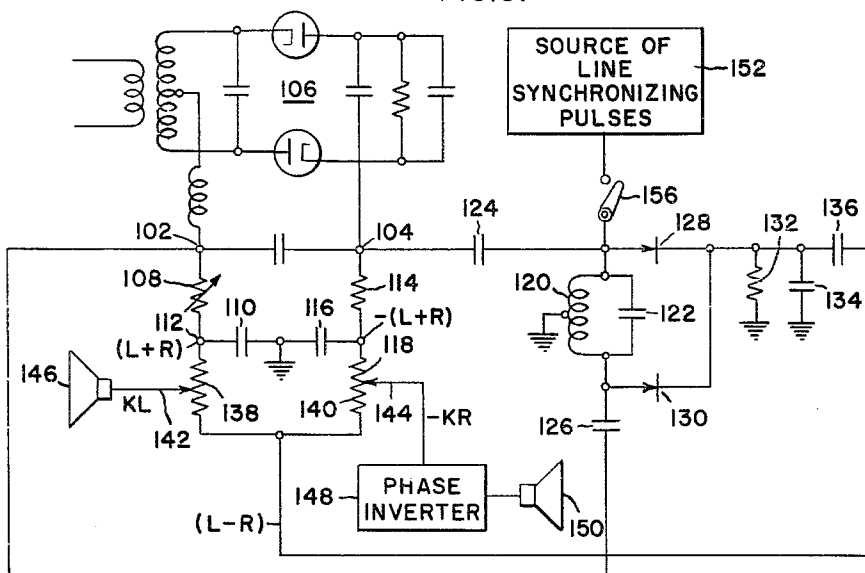 SOURCE OF
LINE
SYNCHRONIZING
PULSES
152
106
156
102
104
124
128
136
108
114
120
132
112
110
116
-(L+R)
122
134
(L+R)
118
146
138
140
144
130
KL
142
-KR
126
148
PHASE
INVERTER
150
(L-R)